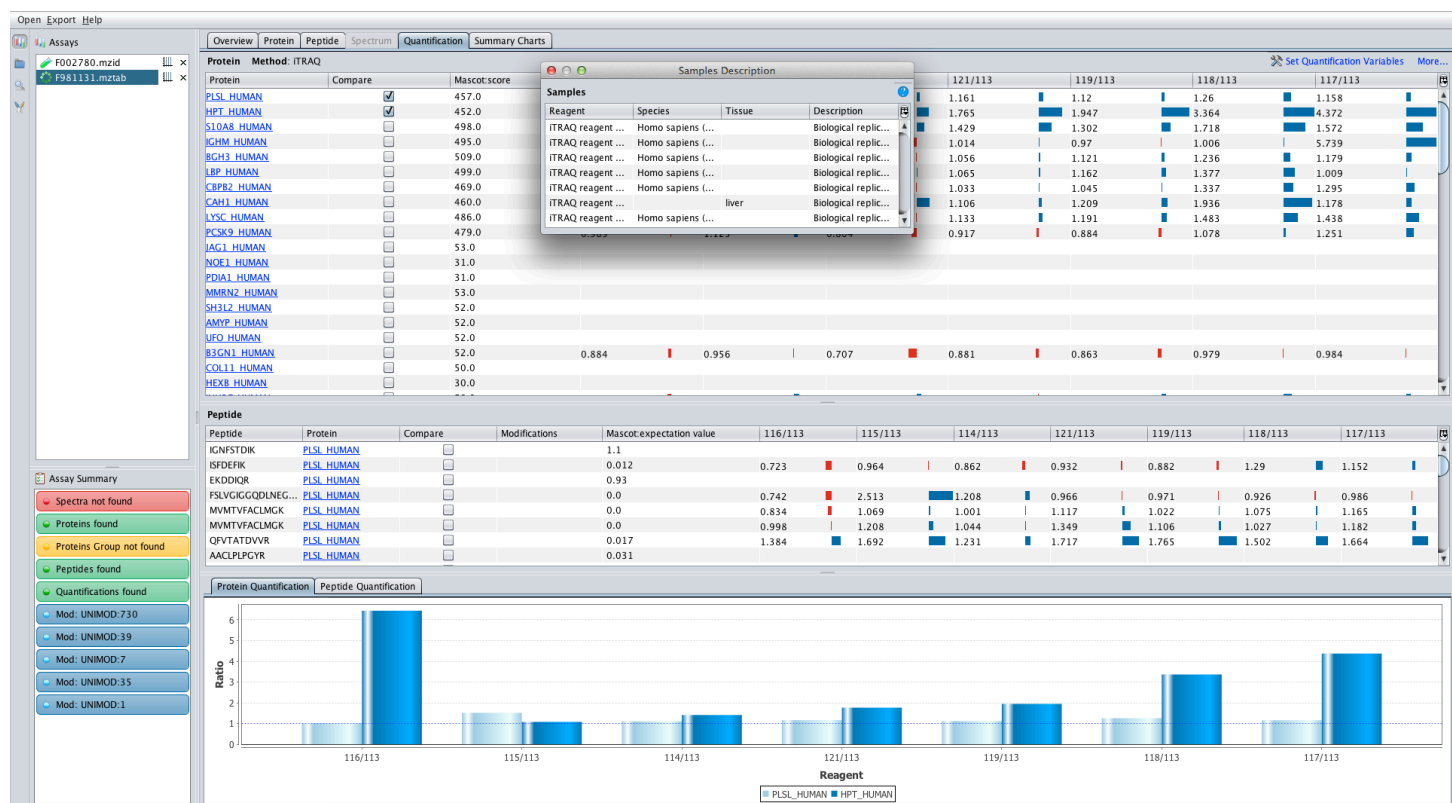 Open Export Help
Assays
F002780.mzid
F981131.mztab
Overview Protein Peptide Spectrum Quantification Summary Charts
Protein Method: iTRAQ Set Quantification Variables More...
Protein Compare Mascot:score 121/113 119/113 118/113 117/113
PLSL_HUMAN 457.0 1.161 1.12 1.26 1.158
HPT_HUMAN 452.0 1.765 1.947 3.364 4.372
S10A8_HUMAN 498.0 1.429 1.302 1.718 1.572
IGHM_HUMAN 495.0 1.014 0.97 1.006 5.739
BGH3_HUMAN 509.0 1.056 1.121 1.236 1.179
LBP_HUMAN 499.0 1.065 1.162 1.377 1.009
CBPB2_HUMAN 469.0 1.033 1.045 1.337 1.295
CAH1_HUMAN 460.0 1.106 1.209 1.936 1.178
LYSC_HUMAN 486.0 1.133 1.191 1.483 1.438
PCSK9_HUMAN 479.0 0.917 0.884 1.078 1.251
JAG1_HUMAN 53.0
NOE1_HUMAN 31.0
PDIA1_HUMAN 31.0
MMRN2_HUMAN 53.0
SH3L2_HUMAN 52.0
AMYP_HUMAN 52.0
UFO_HUMAN 52.0
B3GN1_HUMAN 52.0 0.884 0.956 0.707 0.881 0.863 0.979 0.984
COL11_HUMAN 50.0
HEXB_HUMAN 30.0
Samples Description
Samples
Reagent Species Tissue Description
iTRAQ reagent ... Homo sapiens (... Biological replic...
iTRAQ reagent ... Homo sapiens (... Biological replic...
iTRAQ reagent ... Homo sapiens (... Biological replic...
iTRAQ reagent ... Homo sapiens (... Biological replic...
iTRAQ reagent ... Homo sapiens (... Biological replic...
iTRAQ reagent ... liver Biological replic...
iTRAQ reagent ... Homo sapiens (... Biological replic...
Peptide
Peptide Protein Compare Modifications Mascot:expectation value 116/113 115/113 114/113 121/113 119/113 118/113 117/113
IGNFSTDIK PLSL_HUMAN 1.1
ISFDEFIK PLSL_HUMAN 0.012 0.723 0.964 0.862 0.932 0.882 1.29 1.152
EKDDIQR PLSL_HUMAN 0.93
FSLVGIGGQDLNEG... PLSL_HUMAN 0.0 0.742 2.513 1.208 0.966 0.971 0.926 0.986
MVMTVFACLMGK PLSL_HUMAN 0.0 0.834 1.069 1.001 1.117 1.022 1.075 1.165
MVMTVFACLMGK PLSL_HUMAN 0.0 0.998 1.208 1.044 1.349 1.106 1.027 1.182
QFVTATDVVR PLSL_HUMAN 0.017 1.384 1.692 1.231 1.717 1.765 1.502 1.664
AACLPLPGYR PLSL_HUMAN 0.031
Assay Summary
Spectra not found
Proteins found
Proteins Group not found
Peptides found
Quantifications found
Mod: UNIMOD:730
Mod: UNIMOD:39
Mod: UNIMOD:7
Mod: UNIMOD:35
Mod: UNIMOD:1
Protein Quantification Peptide Quantification
Ratio
6
5
4
3
2
1
0
116/113 115/113 114/113 121/113 119/113 118/113 117/113
Reagent
PLSL_HUMAN HPT_HUMAN